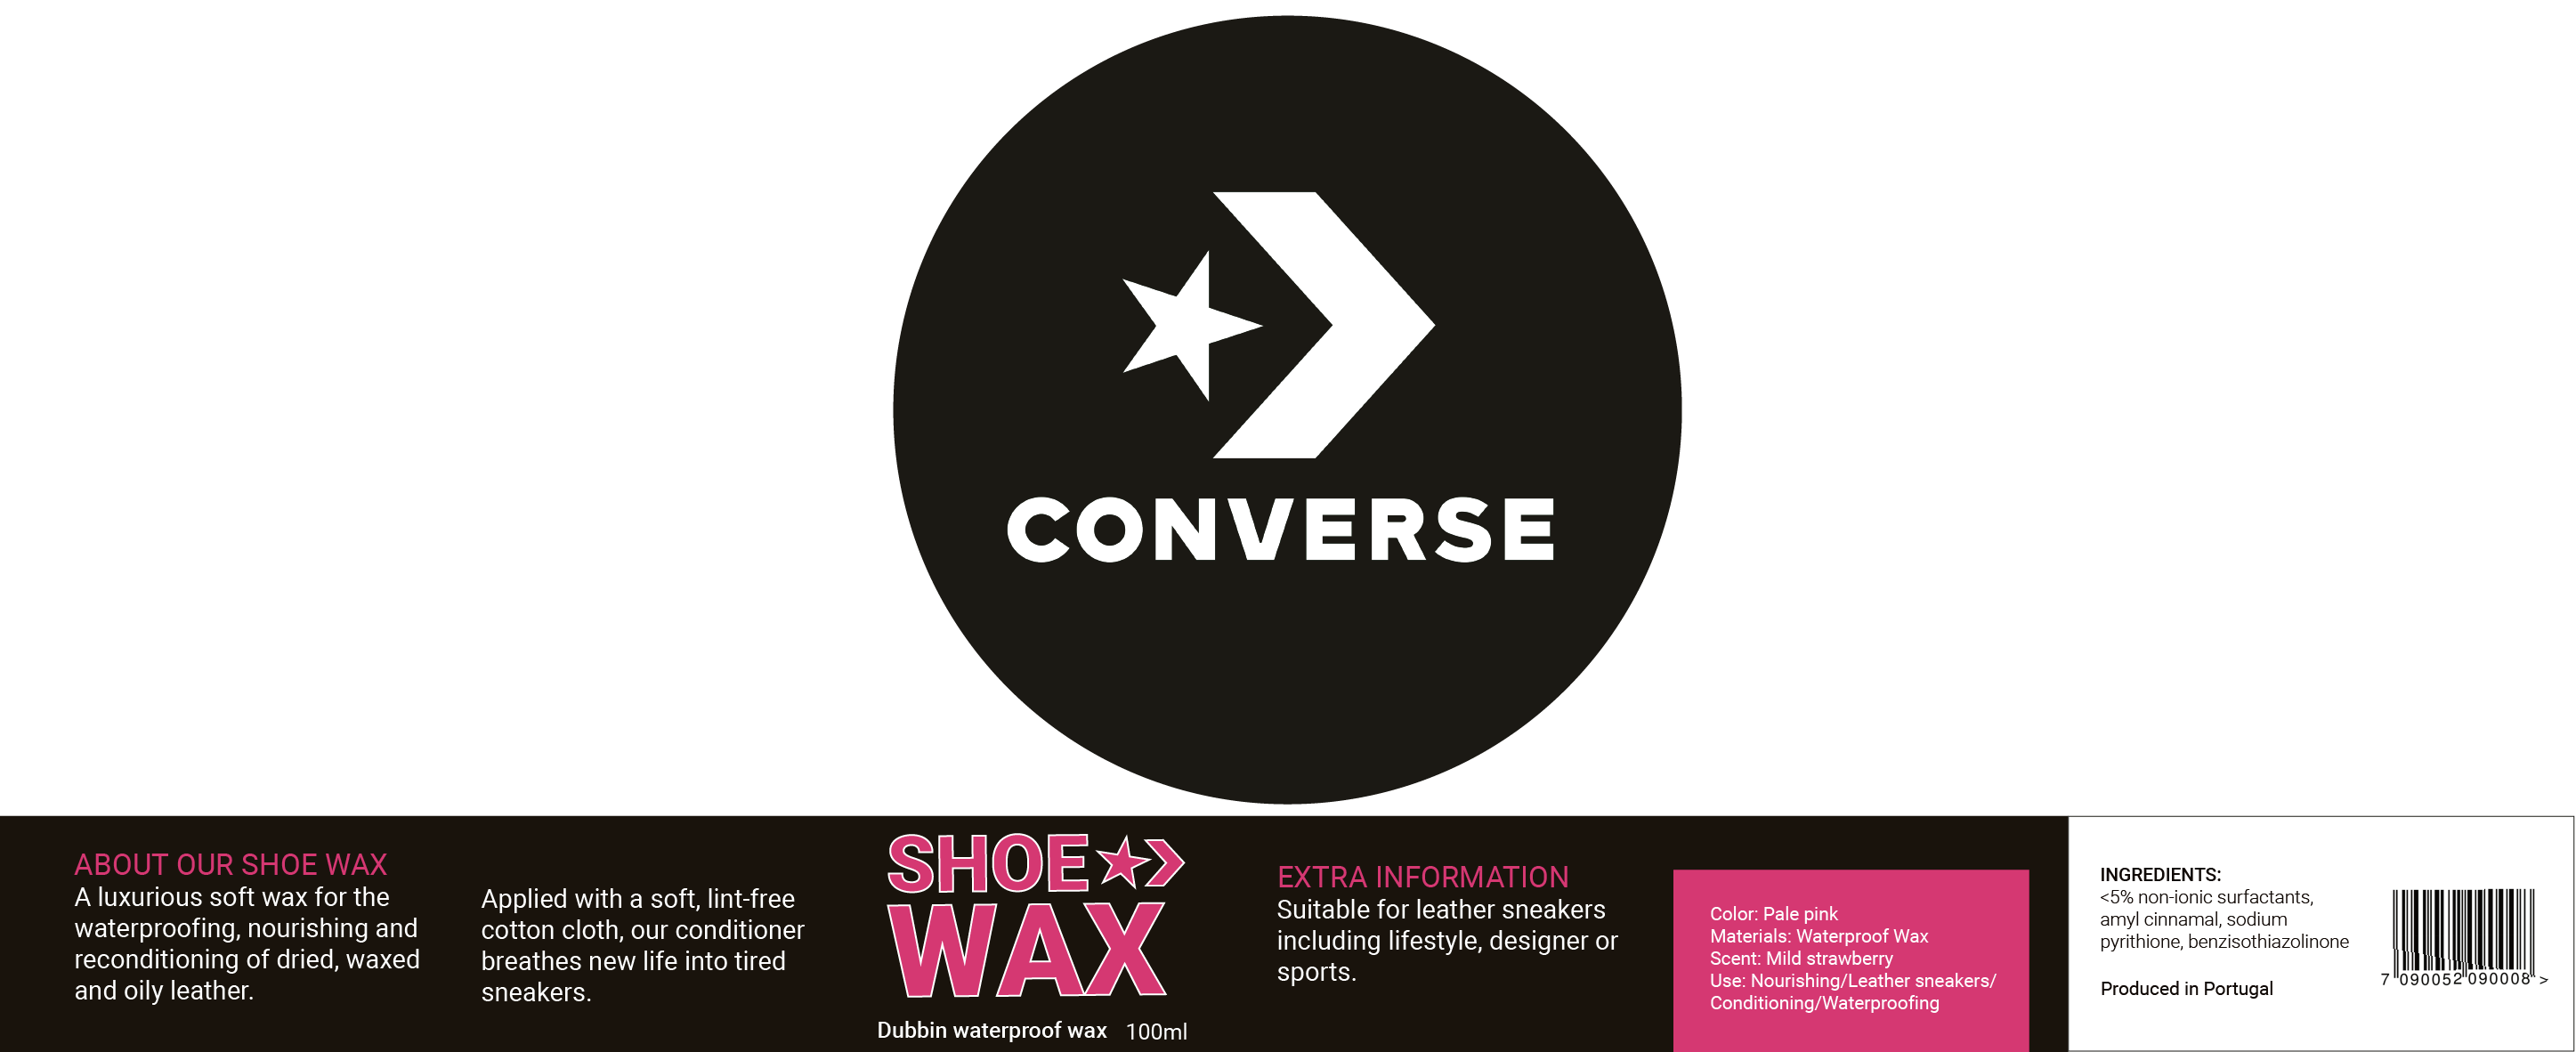 CONVERSE
ABOUT OUR SHOE WAX
A luxurious soft wax for the
waterproofing, nourishing and
reconditioning of dried, waxed
and oily leather.
Applied with a soft, lint-free
cotton cloth, our conditioner
breathes new life into tired
sneakers.
SHOE
WAX
Dubbin waterproof wax 100ml
EXTRA INFORMATION
Suitable for leather sneakers
including lifestyle, designer or
sports.
Color: Pale pink
Materials: Waterproof Wax
Scent: Mild strawberry
Use: Nourishing/Leather sneakers/
Conditioning/Waterproofing
INGREDIENTS:
<5% non-ionic surfactants,
amyl cinnamal, sodium
pyrithione, benzisothiazolinone
Produced in Portugal
7 090052 090008 >